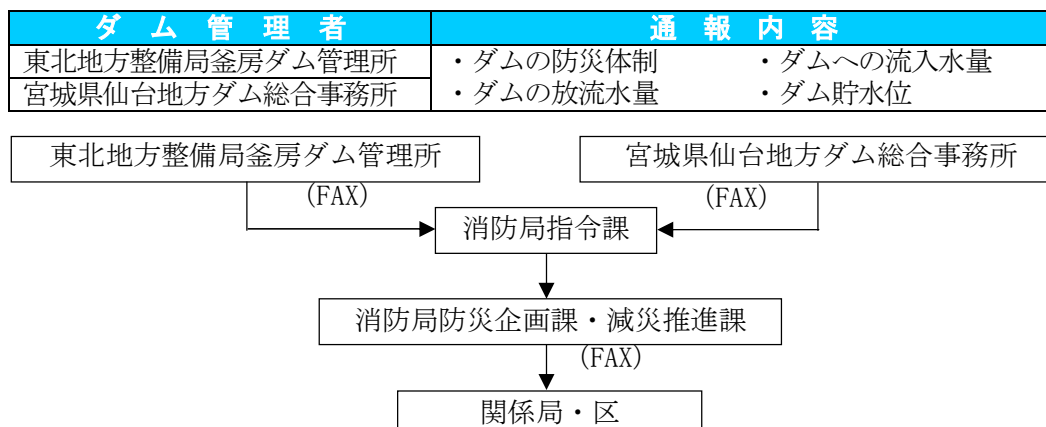 ダム管理者 通報内容
東北地方整備局釜房ダム管理所 ・ダムの防災体制 ・ダムへの流入水量
宮城県仙台地方ダム総合事務所 ・ダムの放流水量 ・ダム貯水位
東北地方整備局釜房ダム管理所 宮城県仙台地方ダム総合事務所
(FAX) (FAX)
消防局指令課
消防局防災企画課・減災推進課
(FAX)
関係局・区